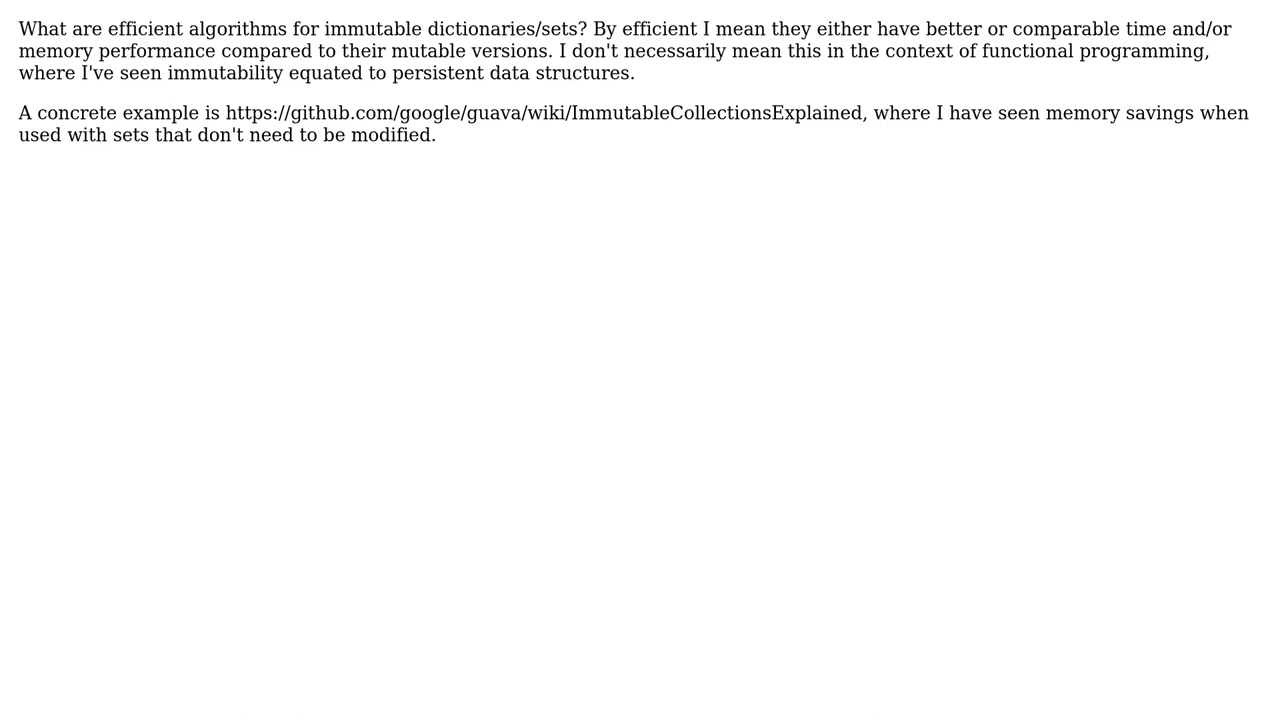 What are efficient algorithms for immutable dictionaries/sets? By efficient I mean they either have better or comparable time and/or
memory performance compared to their mutable versions. I don't necessarily mean this in the context of functional programming,
where I've seen immutability equated to persistent data structures.
A concrete example is https://github.com/google/guava/wiki/ImmutableCollectionsExplained, where I have seen memory savings when
used with sets that don't need to be modified.